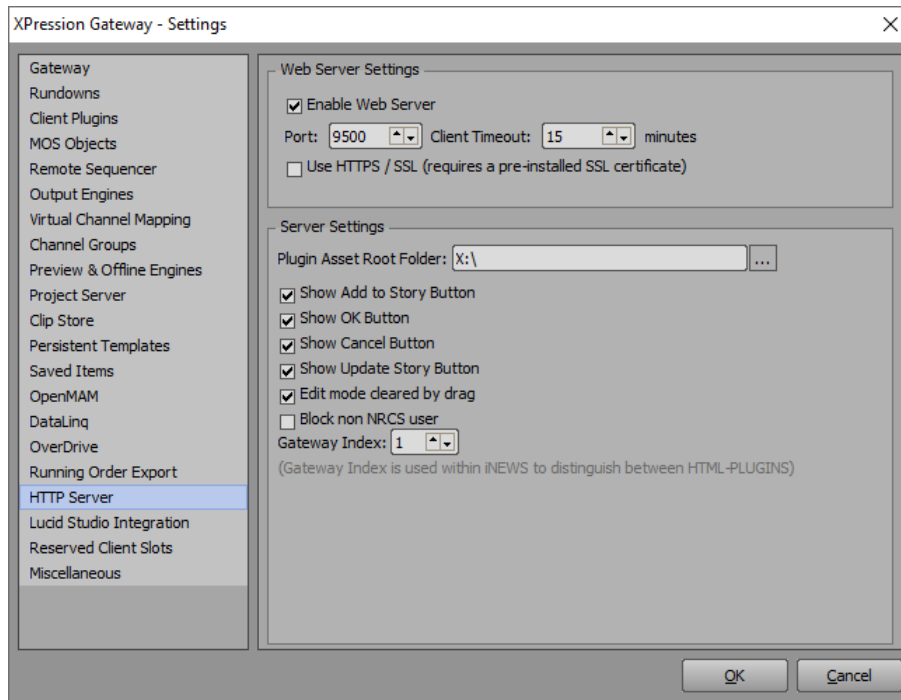 XPression Gateway - Settings
Gateway
Rundowns
Client Plugins
MOS Objects
Remote Sequencer
Output Engines
Virtual Channel Mapping
Channel Groups
Preview & Offline Engines
Project Server
Clip Store
Persistent Templates
Saved Items
OpenMAM
DataLinq
OverDrive
Running Order Export
HTTP Server
Lucid Studio Integration
Reserved Client Slots
Miscellaneous
Web Server Settings
Enable Web Server
Port: 9500 Client Timeout: 15 minutes
Use HTTPS / SSL (requires a pre-installed SSL certificate)
Server Settings
Plugin Asset Root Folder: X:\ ...
Show Add to Story Button
Show OK Button
Show Cancel Button
Show Update Story Button
Edit mode cleared by drag
Block non NRCS user
Gateway Index: 1
(Gateway Index is used within iNEWS to distinguish between HTML-PLUGINS)
OK Cancel